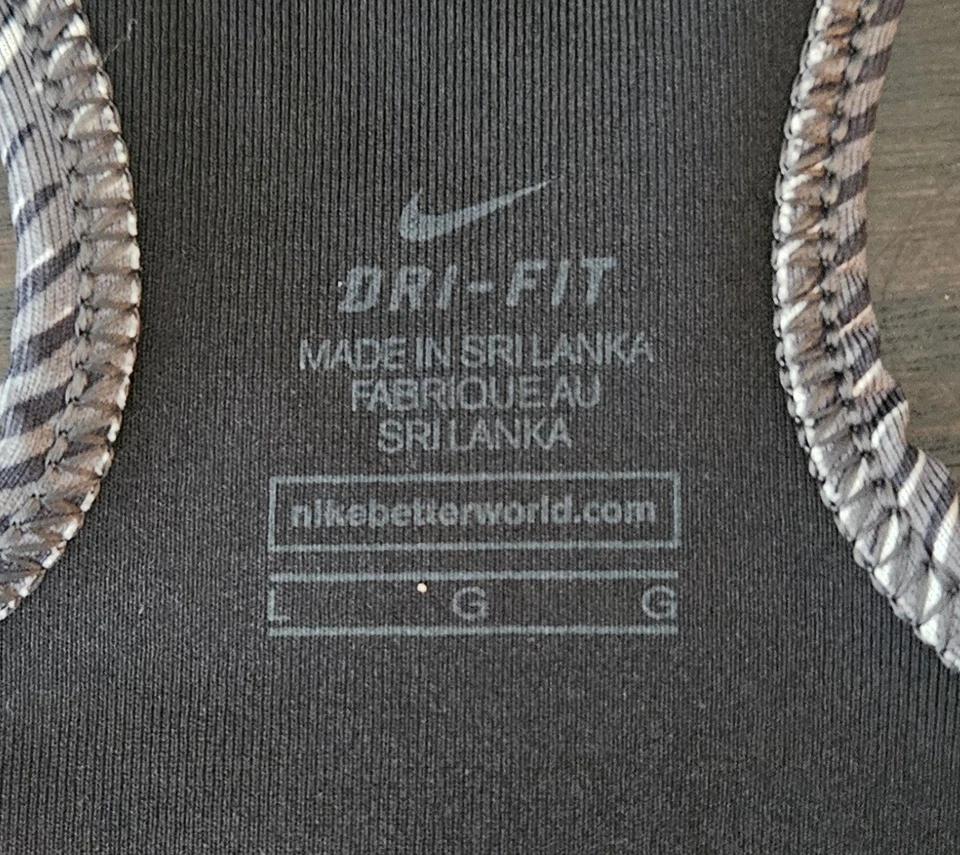 DRI-FIT
MADE IN SRI LANKA
FABRIQUE AU
SRI LANKA
nikebetterworld.com
L G G